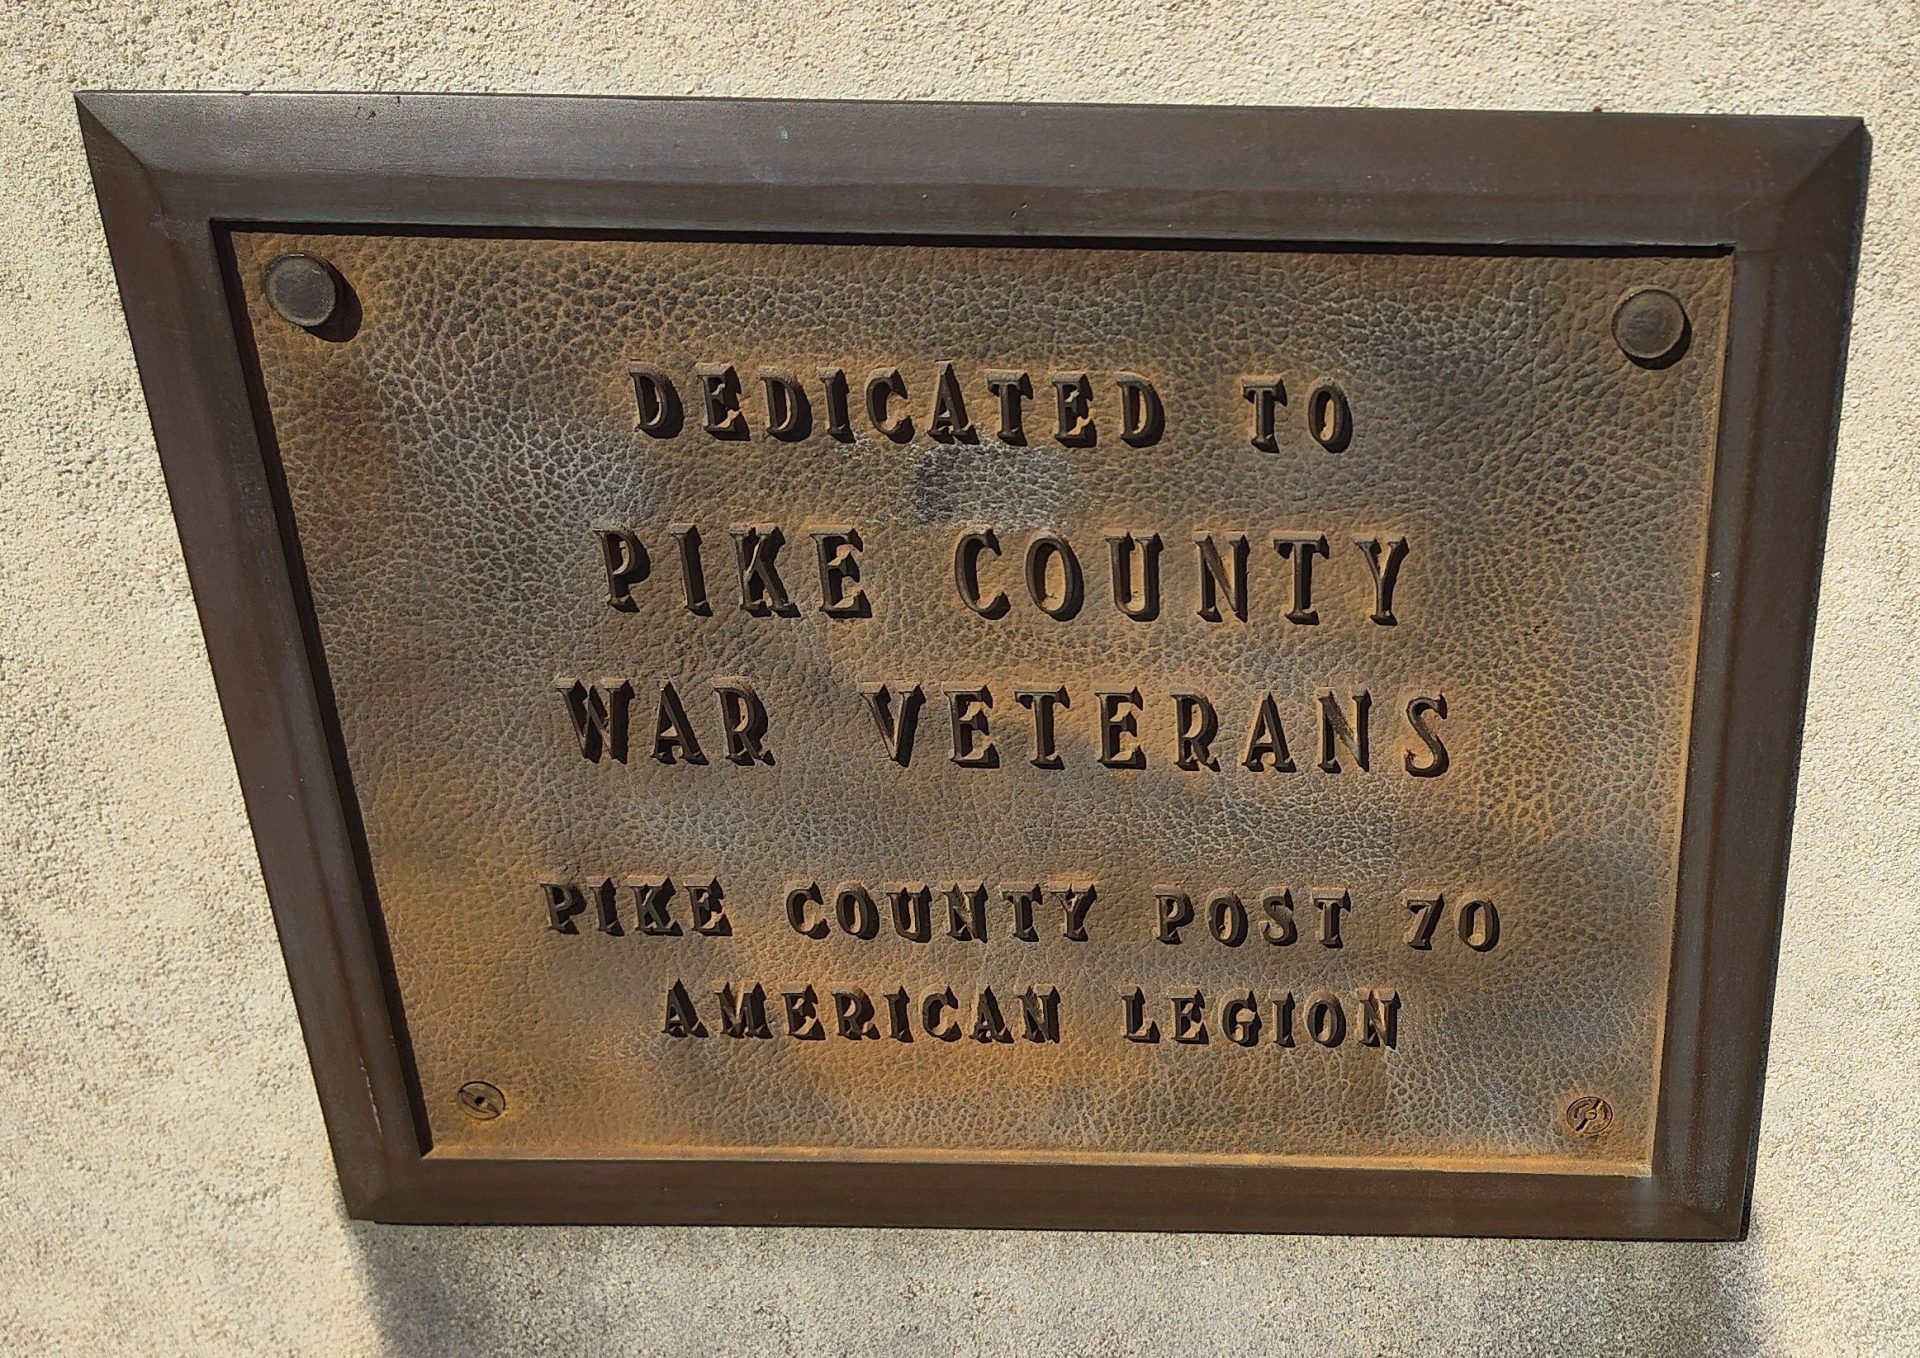 DEDICATED TO
PIKE COUNTY
WAR VETERANS
PIKE COUNTY POST 70
AMERICAN LEGION